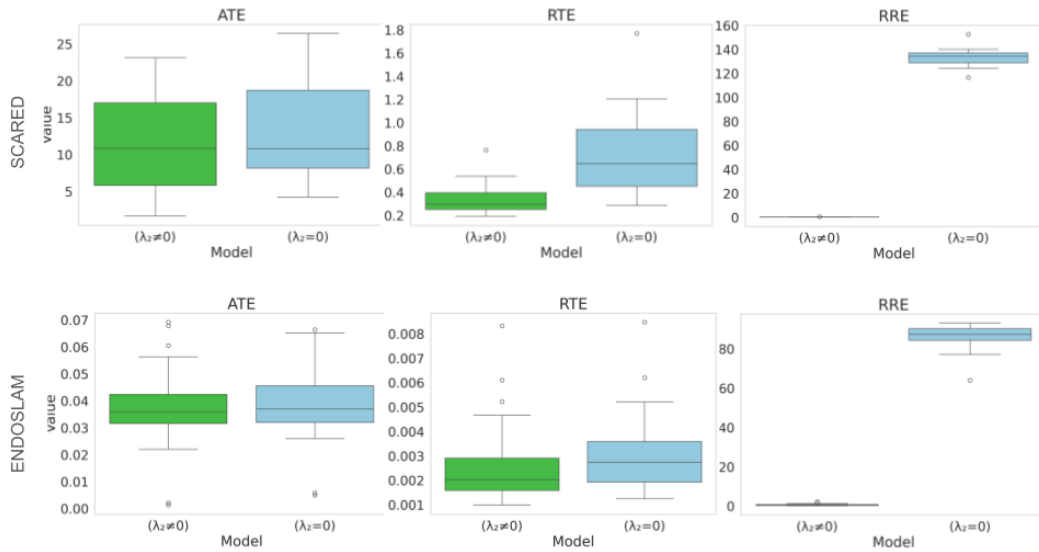 ATE
RTE
RRE
SCARED
value
25
20
15
10
5
1.8
1.6
1.4
1.2
1.0
0.8
0.6
0.4
0.2
160
140
120
100
80
60
40
20
0
(λ₂≠0) (λ₂=0)
(λ₂≠0) (λ₂=0)
(λ₂≠0) (λ₂=0)
Model
Model
Model
ATE
RTE
RRE
ENDOSLAM
value
0.07
0.06
0.05
0.04
0.03
0.02
0.01
0.00
0.008
0.007
0.006
0.005
0.004
0.003
0.002
0.001
80
60
40
20
0
(λ₂≠0) (λ₂=0)
(λ₂≠0) (λ₂=0)
(λ₂≠0) (λ₂=0)
Model
Model
Model